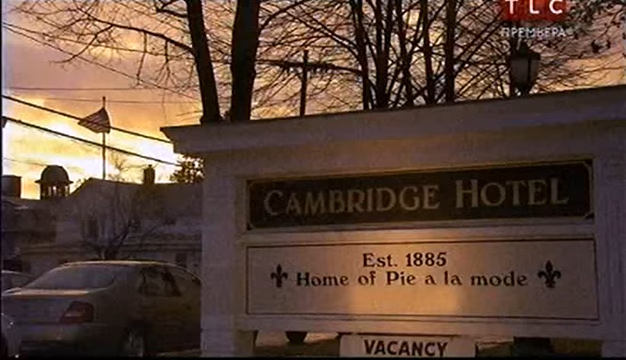 TLC
ПРЕМЬЕРА
CAMBRIDGE HOTEL
Est. 1885
Home of Pie a la mode
VACANCY